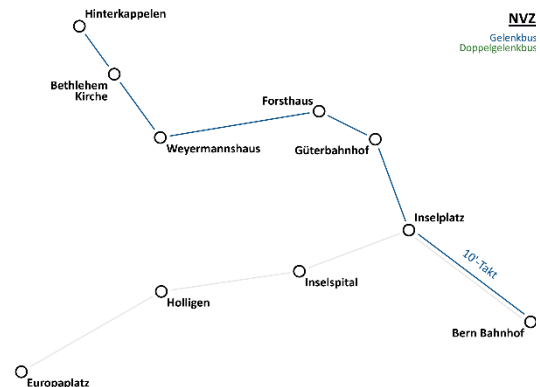 Hinterkappelen
NVZ
Gelenkbus
Doppelgelenkbus
Bethlehem
Kirche
Forsthaus
Weyermannshaus
Güterbahnhof
Inselplatz
10'-Takt
Inselspital
Holligen
Bern Bahnhof
Europaplatz